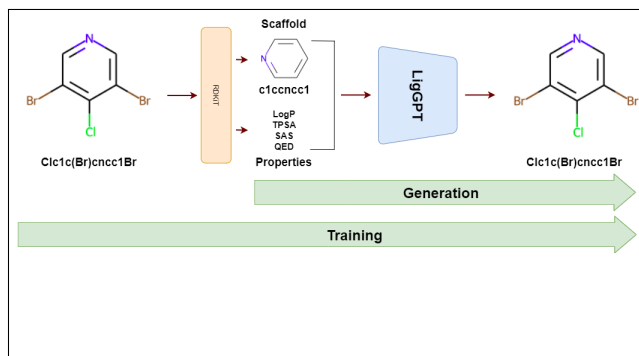 Scaffold
N
N
N
RDKIT
Br
Br
c1ccncc1
LigGPT
Br
Br
Cl
LogP
TPSA
SAS
QED
Cl
Clc1c(Br)cncc1Br
Properties
Clc1c(Br)cncc1Br
Generation
Training